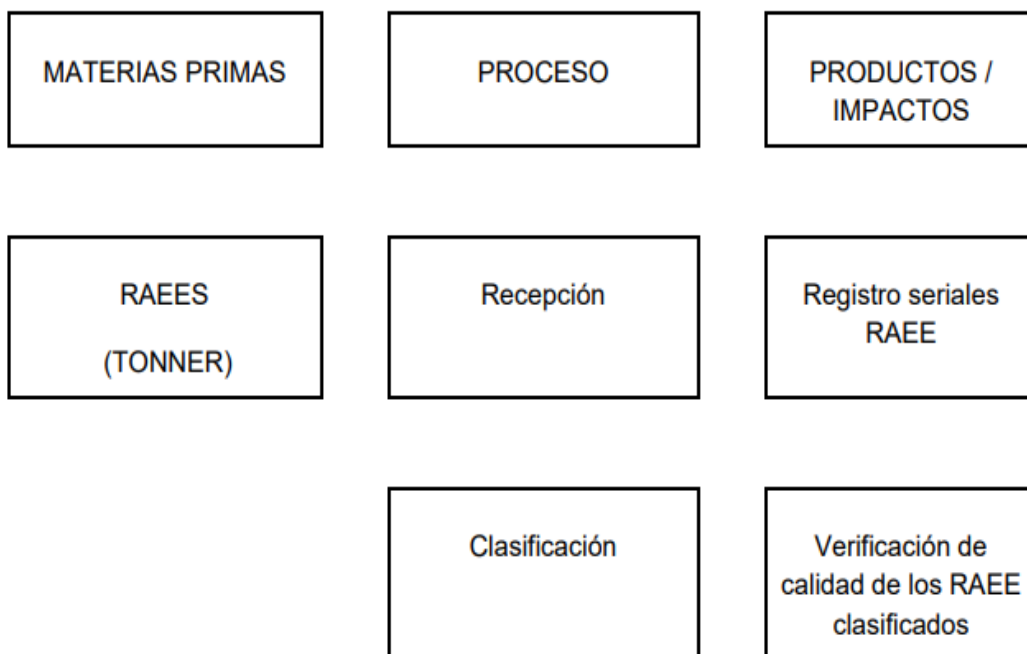 MATERIAS PRIMAS
PROCESO
PRODUCTOS /
IMPACTOS
RAEES
(TONNER)
Recepción
Registro seriales
RAEE
Clasificación
Verificación de
calidad de los RAEE
clasificados